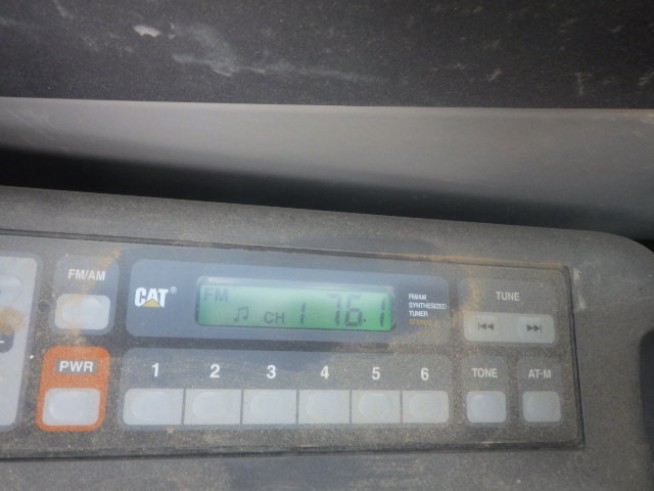 FM/AM
CAT®
FM
CH 1 76.1
FM/AM
SYNTHESIZED
TUNER
TUNE
PWR
1 2 3 4 5 6
TONE
AT-M